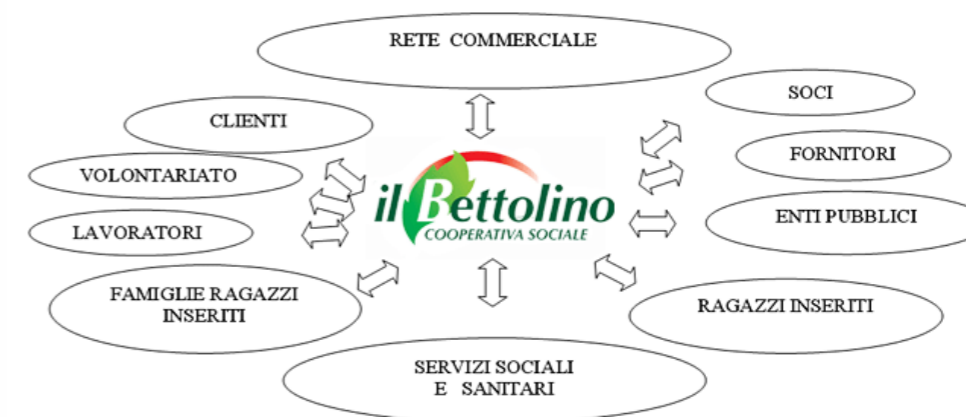 RETE COMMERCIALE
SOCI
CLIENTI
FORNITORI
VOLONTARIATO
il Bettolino
COOPERATIVA SOCIALE
ENTI PUBBLICI
LAVORATORI
FAMIGLIE RAGAZZI
INSERITI
RAGAZZI INSERITI
SERVIZI SOCIALI
E SANITARI